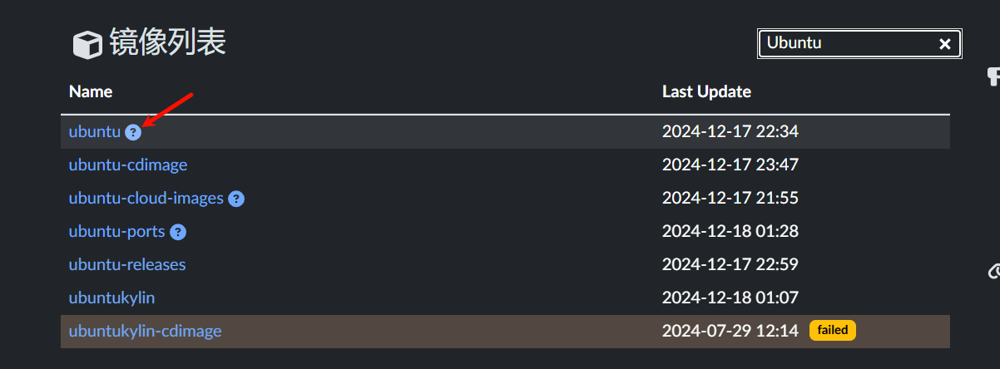 镜像列表
Ubuntu
Name Last Update
ubuntu 2024-12-17 22:34
ubuntu-cdimage 2024-12-17 23:47
ubuntu-cloud-images 2024-12-17 21:55
ubuntu-ports 2024-12-18 01:28
ubuntu-releases 2024-12-17 22:59
ubuntukylin 2024-12-18 01:07
ubuntukylin-cdimage 2024-07-29 12:14 failed